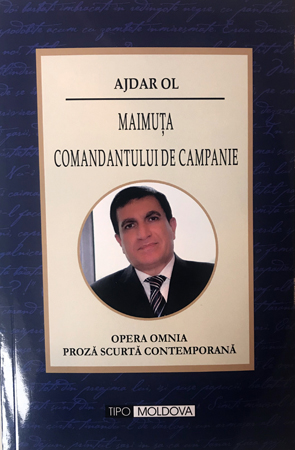 AJDAR OL
MAIMUȚA
COMANDANTULUI DE CAMPANIE
OPERA OMNIA
PROZĂ SCURTĂ CONTEMPORANĂ
TIPO MOLDOVA